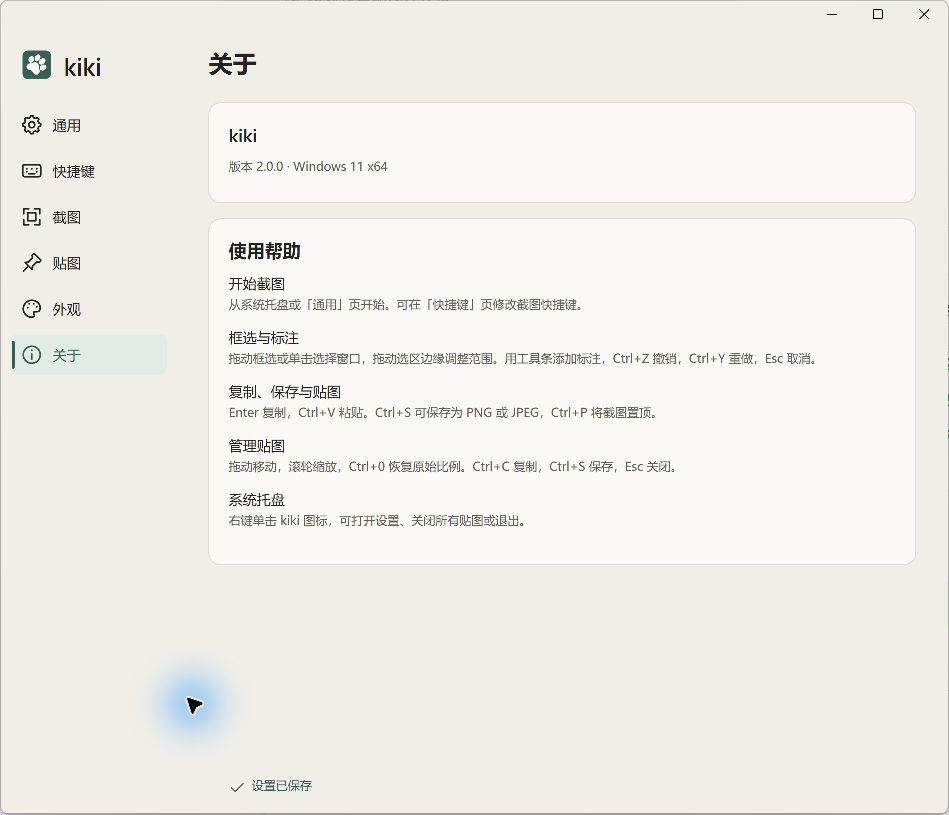 kiki
通用
快捷键
截图
贴图
外观
关于
关于
kiki
版本 2.0.0 · Windows 11 x64
使用帮助
开始截图
从系统托盘或「通用」页开始。可在「快捷键」页修改截图快捷键。
框选与标注
拖动框选或单击选择窗口，拖动选区边缘调整范围。用工具条添加标注，Ctrl+Z 撤销，Ctrl+Y 重做，Esc 取消。
复制、保存与贴图
Enter 复制，Ctrl+V 粘贴。Ctrl+S 可保存为 PNG 或 JPEG，Ctrl+P 将截图置顶。
管理贴图
拖动移动，滚轮缩放，Ctrl+0 恢复原始比例。Ctrl+C 复制，Ctrl+S 保存，Esc 关闭。
系统托盘
右键单击 kiki 图标，可打开设置、关闭所有贴图或退出。
设置已保存